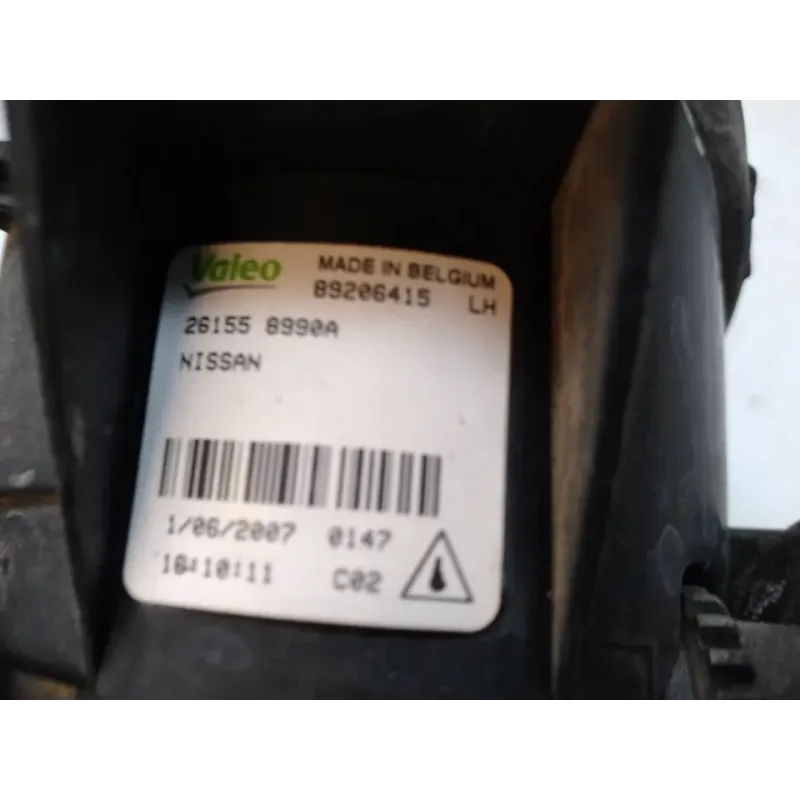 Valeo MADE IN BELGIUM
89206415 LH
26155 8990A
NISSAN
1/06/2007 0147
16:10:11 C02